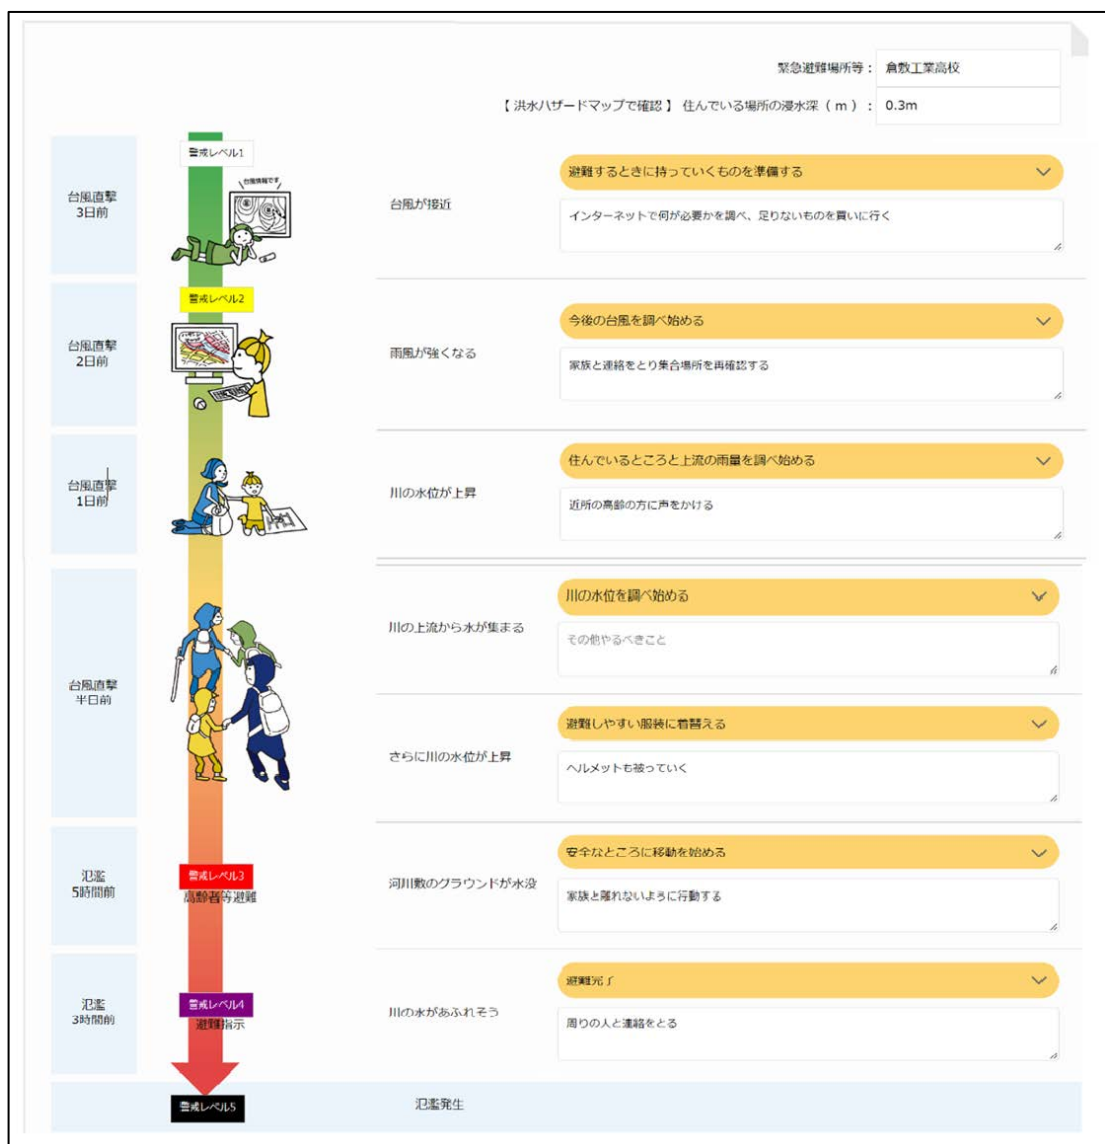 緊急避難場所等： 倉敷工業高校
【 洪水ハザードマップで確認 】 住んでいる場所の浸水深（ｍ）： 0.3m
台風直撃
3日前
警戒レベル1
台風情報です
台風が接近
避難するときに持っていくものを準備する
インターネットで何が必要かを調べ、足りないものを買いに行く
台風直撃
2日前
警戒レベル2
雨風が強くなる
今後の台風を調べ始める
家族と連絡をとり集合場所を再確認する
台風直撃
1日前
川の水位が上昇
住んでいるところと上流の雨量を調べ始める
近所の高齢の方に声をかける
台風直撃
半日前
川の上流から水が集まる
川の水位を調べ始める
その他やるべきこと
さらに川の水位が上昇
避難しやすい服装に着替える
ヘルメットも被っていく
氾濫
5時間前
警戒レベル3
高齢者等避難
河川敷のグラウンドが水没
安全なところに移動を始める
家族と離れないように行動する
氾濫
3時間前
警戒レベル4
避難指示
川の水があふれそう
避難完了
周りの人と連絡をとる
警戒レベル5
氾濫発生